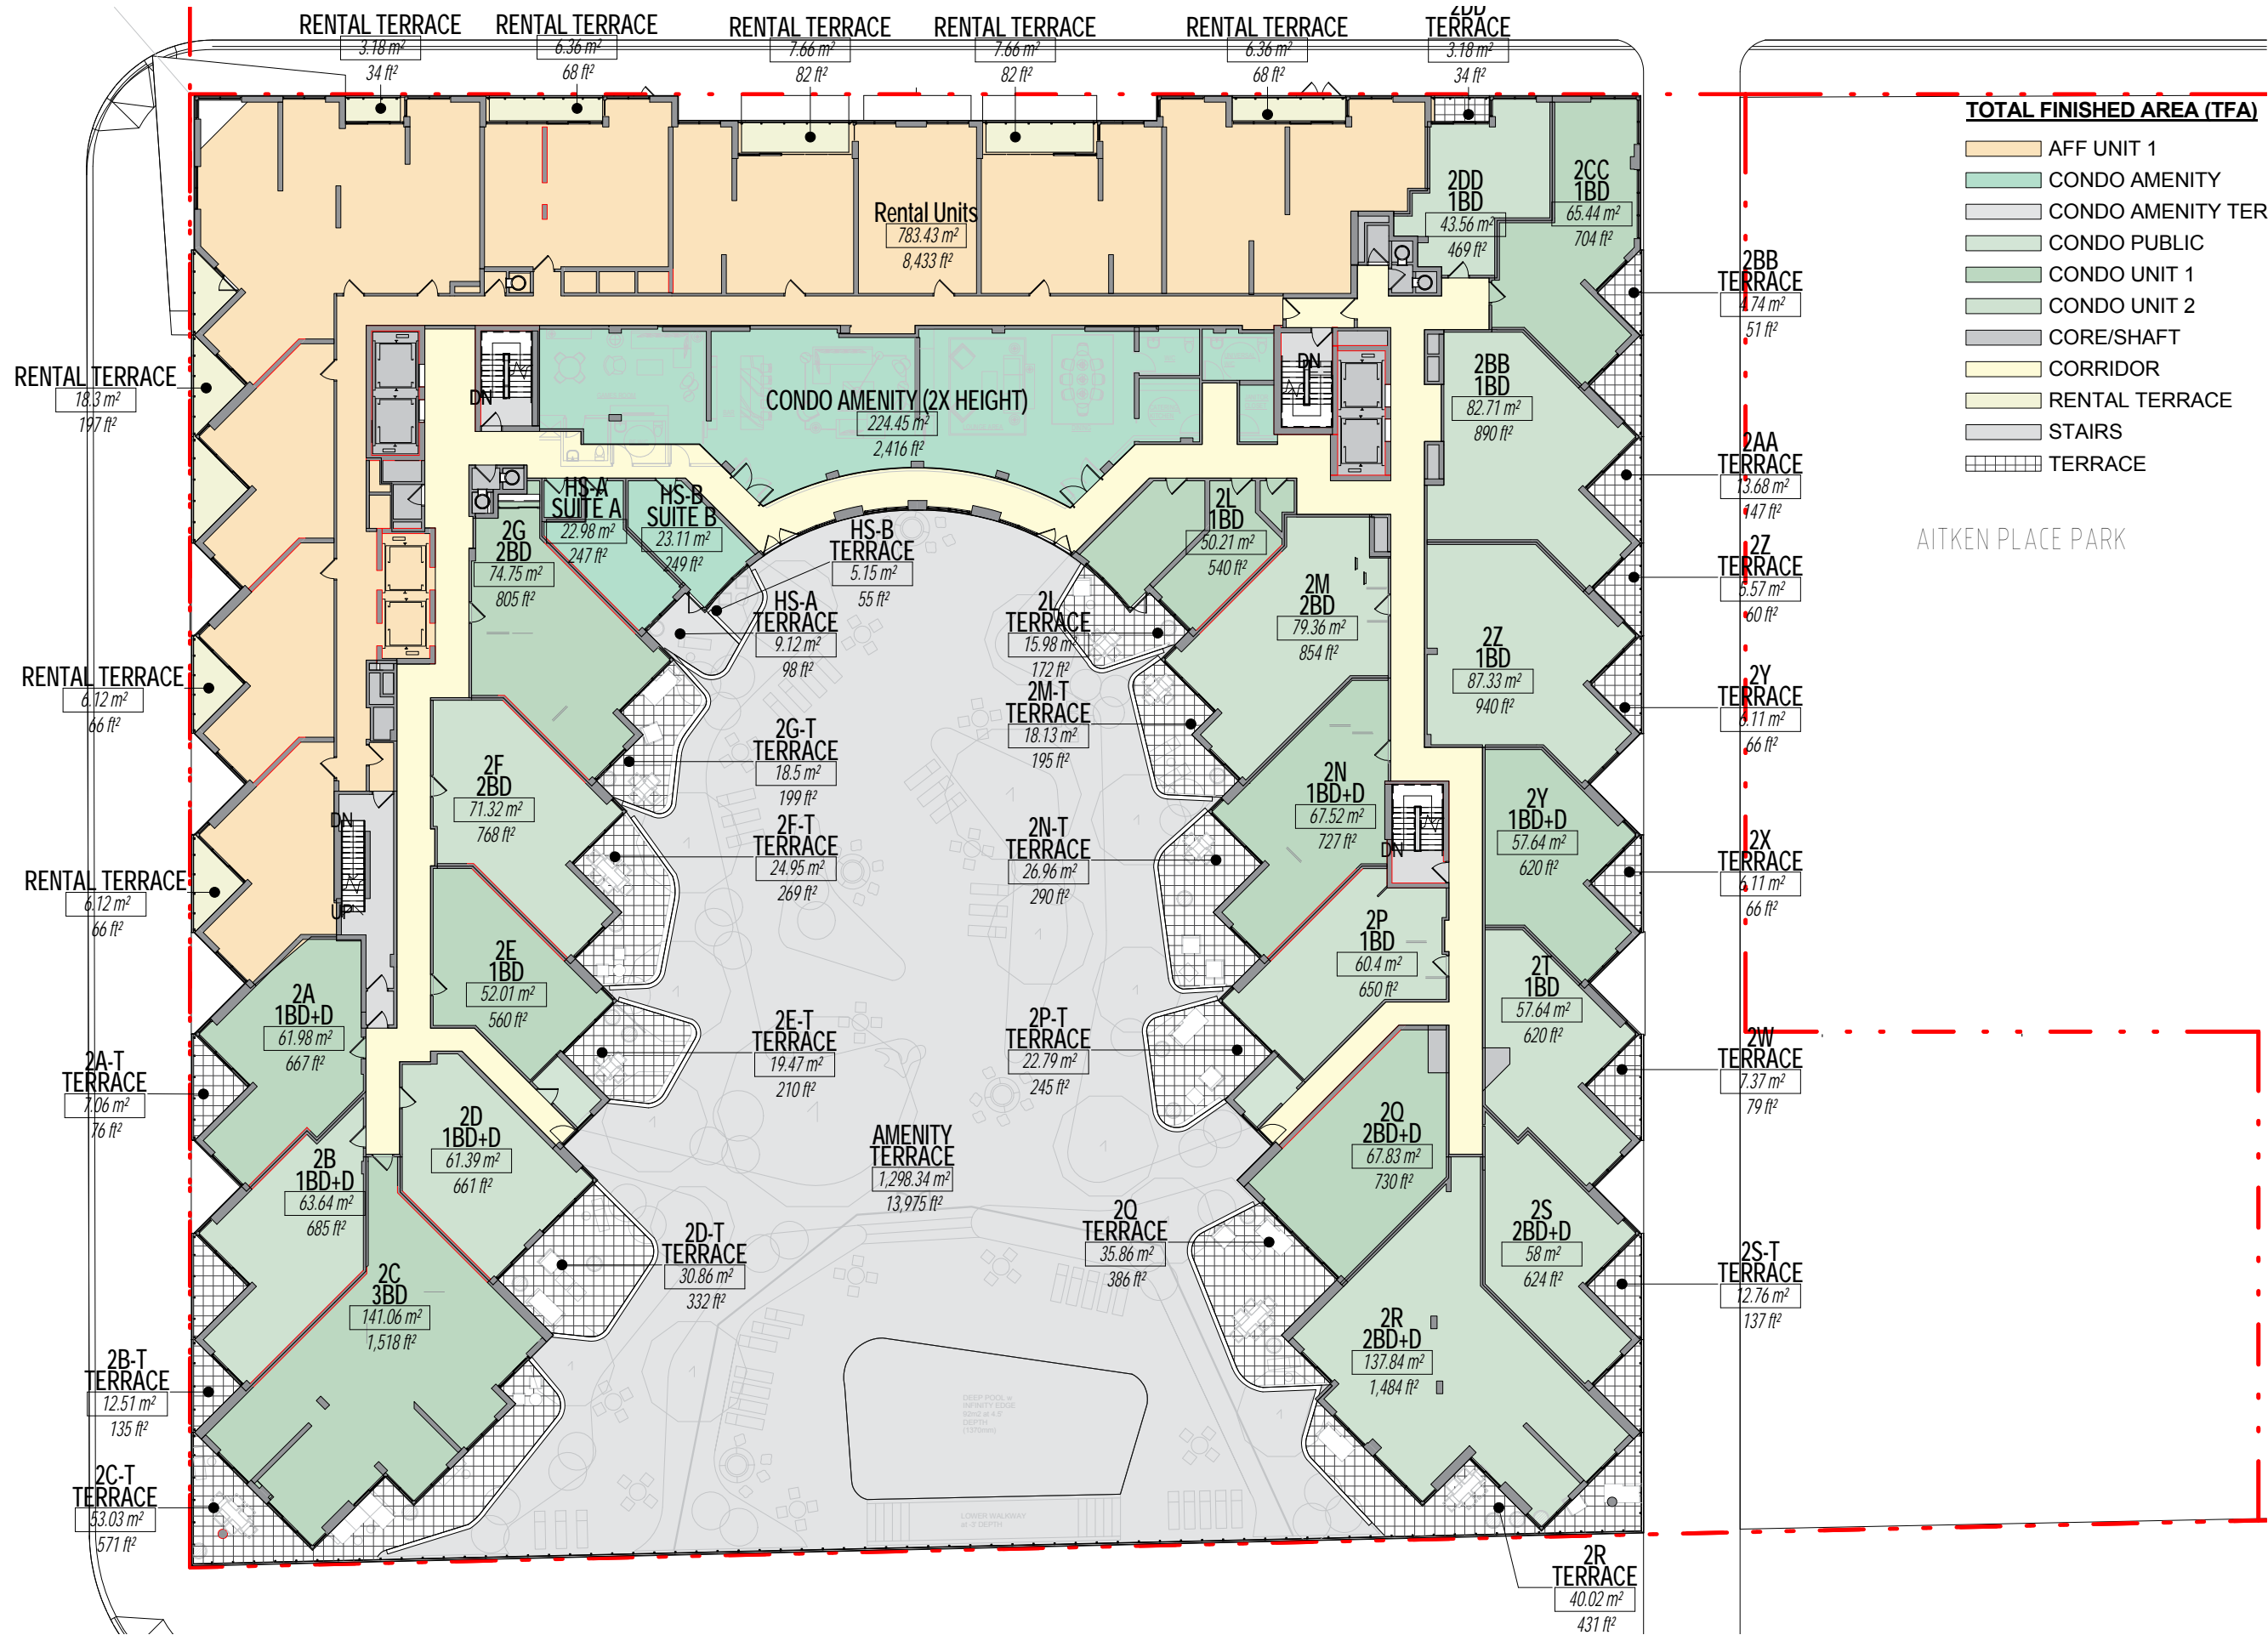 RENTAL TERRACE
3.18 m²
34 ft²
RENTAL TERRACE
6.36 m²
68 ft²
RENTAL TERRACE
7.66 m²
82 ft²
RENTAL TERRACE
7.66 m²
82 ft²
RENTAL TERRACE
6.36 m²
68 ft²
2DD
TERRACE
3.18 m²
34 ft²
TOTAL FINISHED AREA (TFA)
AFF UNIT 1
CONDO AMENITY
CONDO AMENITY TER
CONDO PUBLIC
CONDO UNIT 1
CONDO UNIT 2
CORE/SHAFT
CORRIDOR
RENTAL TERRACE
STAIRS
TERRACE
AITKEN PLACE PARK
Rental Units
783.43 m²
8,433 ft²
2DD
1BD
43.56 m²
469 ft²
2CC
1BD
65.44 m²
704 ft²
2BB
TERRACE
4.74 m²
51 ft²
RENTAL TERRACE
18.3 m²
197 ft²
DN
CONDO AMENITY (2X HEIGHT)
224.45 m²
2,416 ft²
DN
2BB
1BD
82.71 m²
890 ft²
2AA
TERRACE
13.68 m²
147 ft²
HS-A
SUITE A
22.98 m²
247 ft²
HS-B
SUITE B
23.11 m²
249 ft²
2G
2BD
74.75 m²
805 ft²
HS-B
TERRACE
5.15 m²
55 ft²
2L
1BD
50.21 m²
540 ft²
2Z
TERRACE
5.57 m²
60 ft²
HS-A
TERRACE
9.12 m²
98 ft²
2L
TERRACE
15.98 m²
172 ft²
2M
2BD
79.36 m²
854 ft²
2Z
1BD
87.33 m²
940 ft²
RENTAL TERRACE
6.12 m²
66 ft²
2Y
TERRACE
6.11 m²
66 ft²
2G-T
TERRACE
18.5 m²
199 ft²
2M-T
TERRACE
18.13 m²
195 ft²
2F
2BD
71.32 m²
768 ft²
2N
1BD+D
67.52 m²
727 ft²
2Y
1BD+D
57.64 m²
620 ft²
DN
UP
DN
2F-T
TERRACE
24.95 m²
269 ft²
2N-T
TERRACE
26.96 m²
290 ft²
2X
TERRACE
6.11 m²
66 ft²
RENTAL TERRACE
6.12 m²
66 ft²
2E
1BD
52.01 m²
560 ft²
2P
1BD
60.4 m²
650 ft²
2T
1BD
57.64 m²
620 ft²
2A
1BD+D
61.98 m²
667 ft²
2E-T
TERRACE
19.47 m²
210 ft²
2P-T
TERRACE
22.79 m²
245 ft²
2W
TERRACE
7.37 m²
79 ft²
2A-T
TERRACE
7.06 m²
76 ft²
2D
1BD+D
61.39 m²
661 ft²
AMENITY
TERRACE
1,298.34 m²
13,975 ft²
2Q
2BD+D
67.83 m²
730 ft²
2B
1BD+D
63.64 m²
685 ft²
2S
2BD+D
58 m²
624 ft²
2D-T
TERRACE
30.86 m²
332 ft²
2Q
TERRACE
35.86 m²
386 ft²
2S-T
TERRACE
12.76 m²
137 ft²
2C
3BD
141.06 m²
1,518 ft²
2R
2BD+D
137.84 m²
1,484 ft²
2B-T
TERRACE
12.51 m²
135 ft²
DEEP POOL w
INFINITY EDGE
DEPTH
LOWER WALKWAY
at -2' DEPTH
2C-T
TERRACE
53.03 m²
571 ft²
2R
TERRACE
40.02 m²
431 ft²